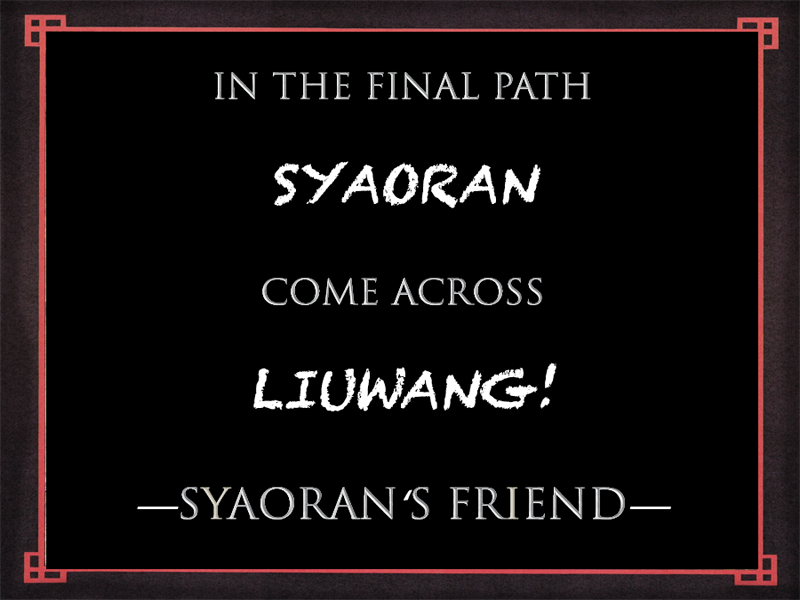 IN THE FINAL PATH
SYAORAN
COME ACROSS
LIUWANG!
—SYAORAN‘S FRIEND—